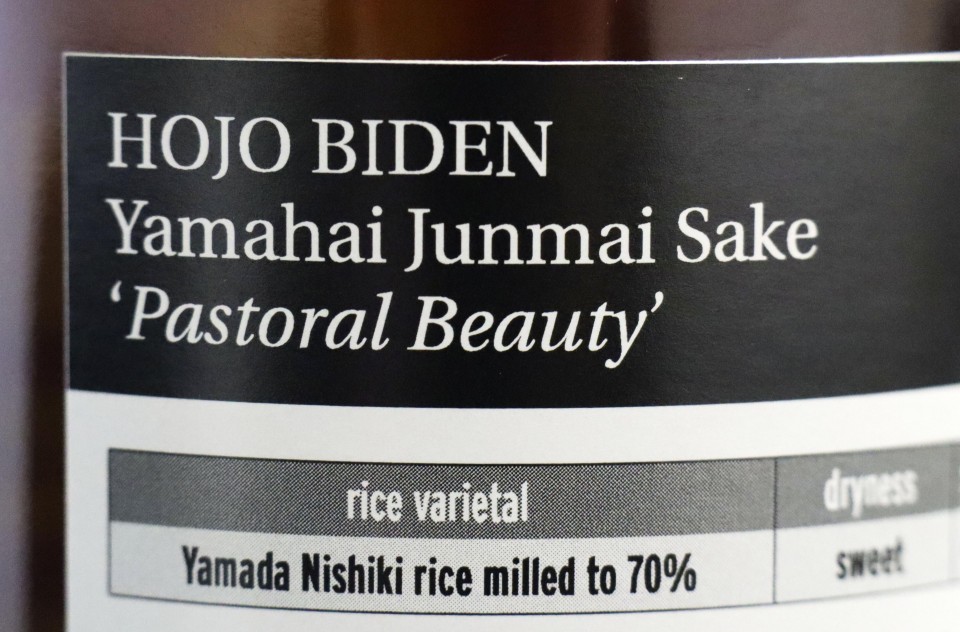 HOJO BIDEN
Yamahai Junmai Sake
‘Pastoral Beauty’
rice varietal dryness
Yamada Nishiki rice milled to 70% sweet